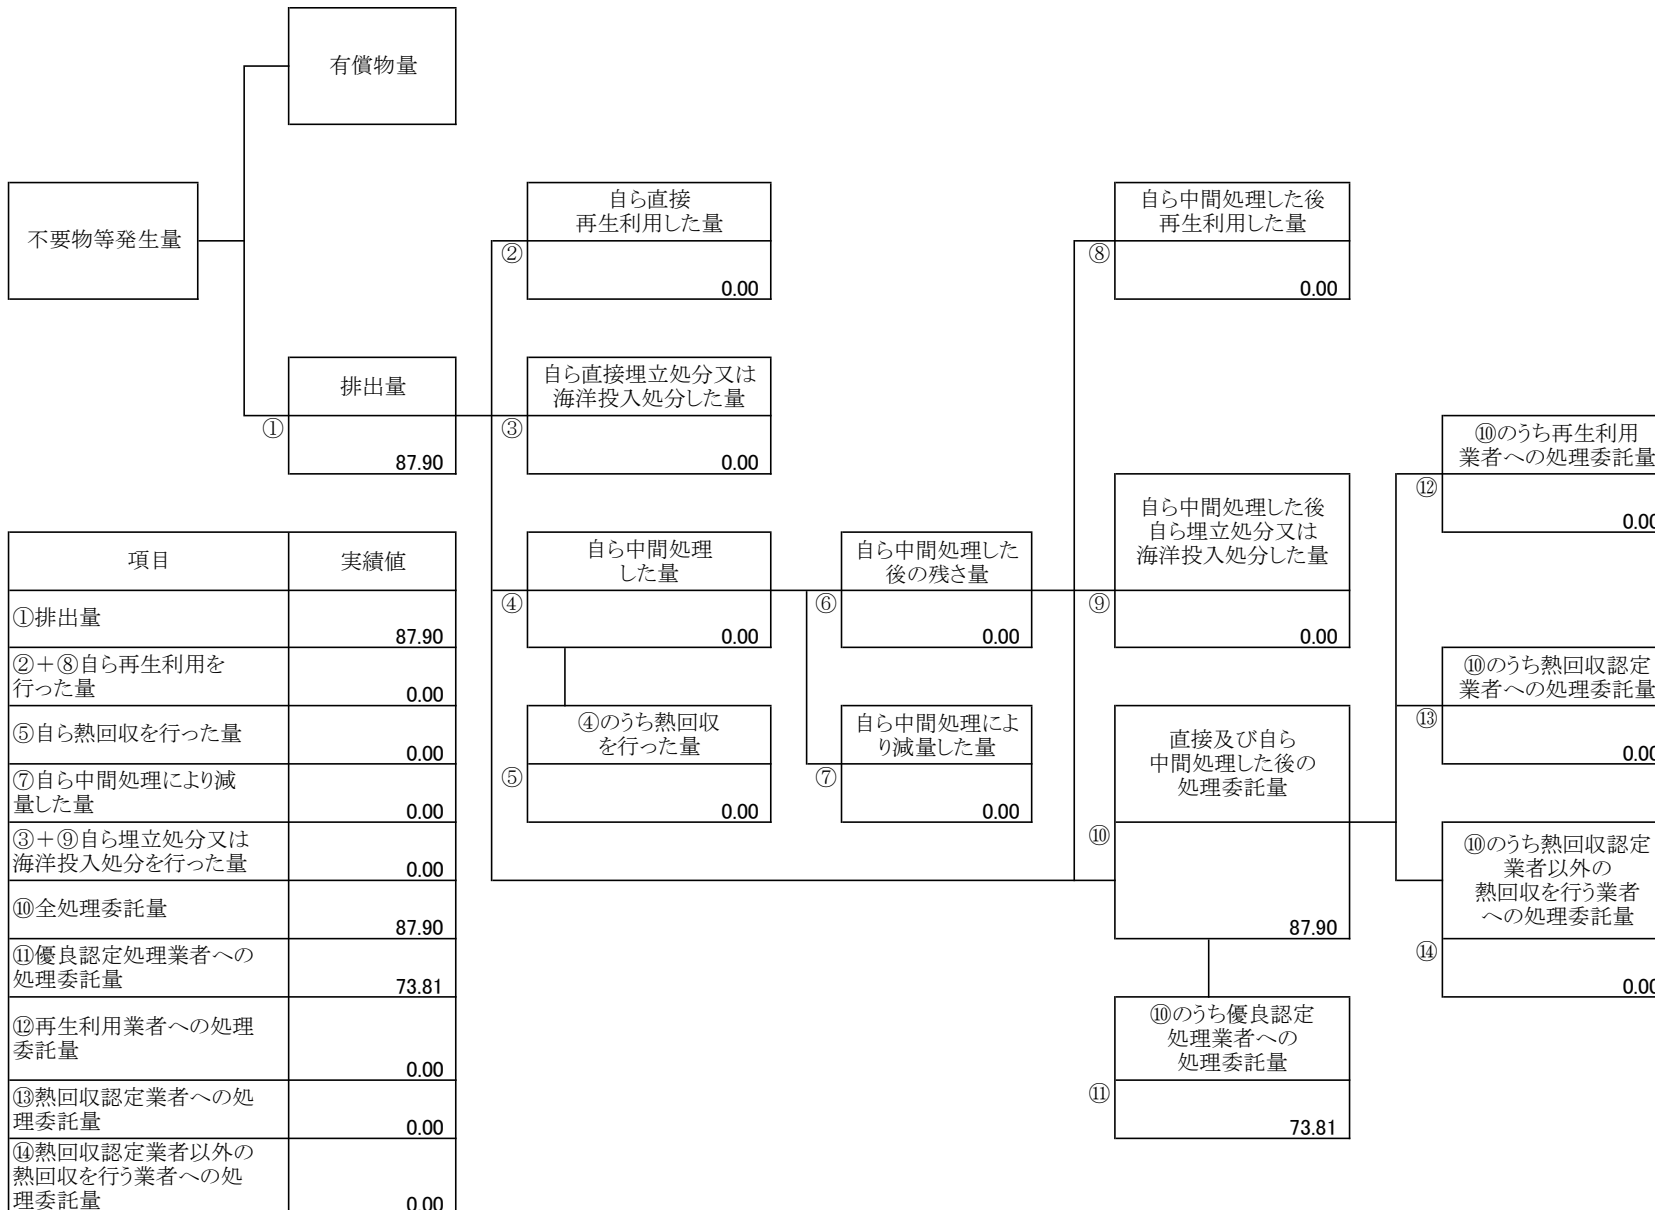 有償物量
不要物等発生量
自ら直接
再生利用した量
②
0.00
自ら中間処理した後
再生利用した量
⑧
0.00
排出量
①
87.90
自ら直接埋立処分又は
海洋投入処分した量
③
0.00
⑩のうち再生利用
業者への処理委託量
⑫
0.00
自ら中間処理した後
自ら埋立処分又は
海洋投入処分した量
⑨
0.00
自ら中間処理
した量
④
0.00
自ら中間処理した
後の残さ量
⑥
0.00
⑩のうち熱回収認定
業者への処理委託量
⑬
0.00
④のうち熱回収
を行った量
⑤
0.00
自ら中間処理によ
り減量した量
⑦
0.00
直接及び自ら
中間処理した後の
処理委託量
⑩
87.90
⑩のうち熱回収認定
業者以外の
熱回収を行う業者
への処理委託量
⑭
0.00
⑩のうち優良認定
処理業者への
処理委託量
⑪
73.81
項目
実績値
①排出量
87.90
②＋⑧自ら再生利用を
行った量
0.00
⑤自ら熱回収を行った量
0.00
⑦自ら中間処理により減
量した量
0.00
③＋⑨自ら埋立処分又は
海洋投入処分を行った量
0.00
⑩全処理委託量
87.90
⑪優良認定処理業者への
処理委託量
73.81
⑫再生利用業者への処理
委託量
0.00
⑬熱回収認定業者への処
理委託量
0.00
⑭熱回収認定業者以外の
熱回収を行う業者への処
理委託量
0.00